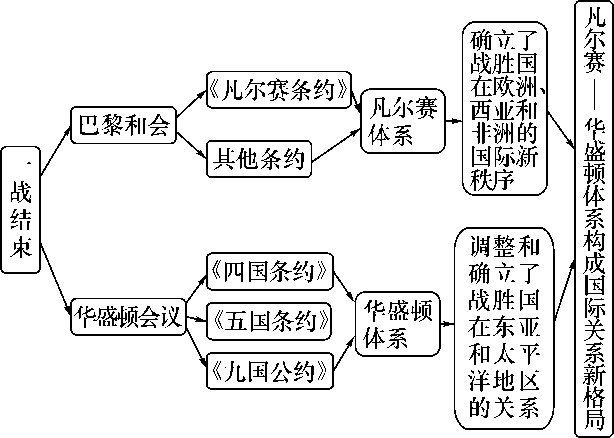 一战结束
巴黎和会
《凡尔赛条约》
其他条约
凡尔赛
体系
确立了
战胜国
在欧洲、
西亚和
非洲的
国际新
秩序
华盛顿会议
《四国条约》
《五国条约》
《九国公约》
华盛顿
体系
调整和
确立了
战胜国
在东亚
和太平
洋地区
的关系
凡尔赛——华盛顿体系构成国际关系新格局